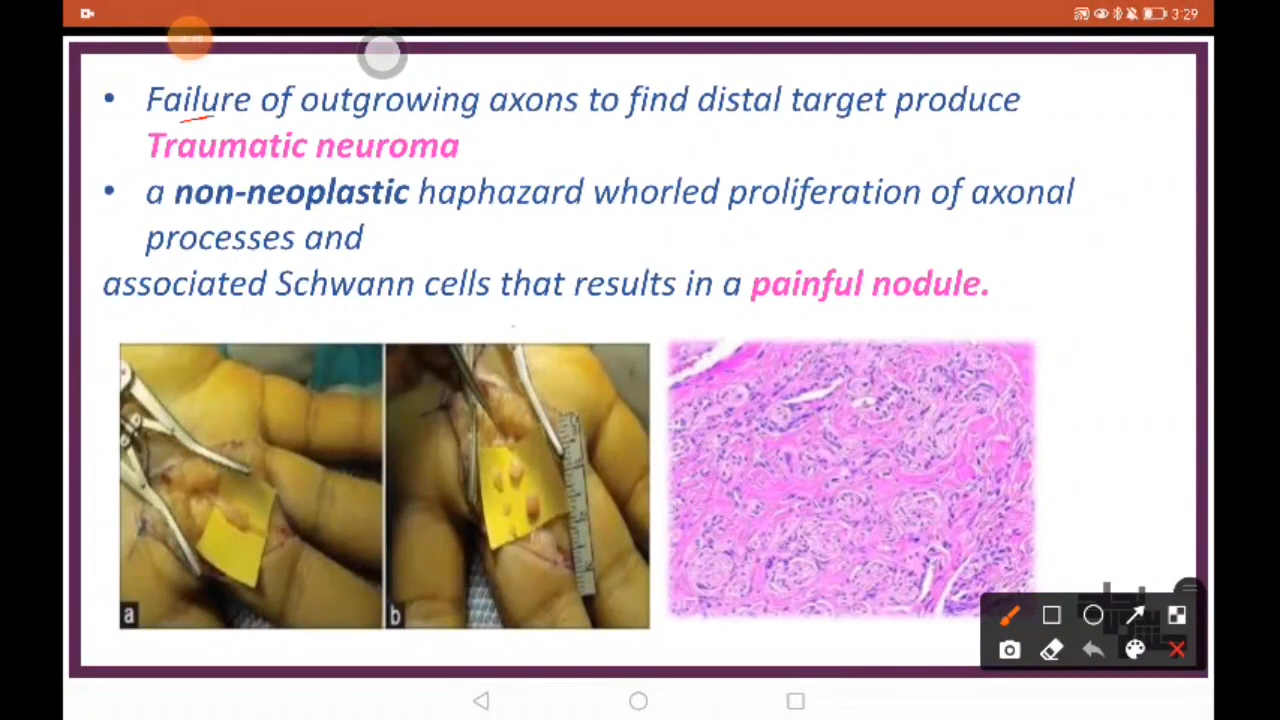 3:29
• Failure of outgrowing axons to find distal target produce
Traumatic neuroma
• a non-neoplastic haphazard whorled proliferation of axonal
processes and
associated Schwann cells that results in a painful nodule.
a
b